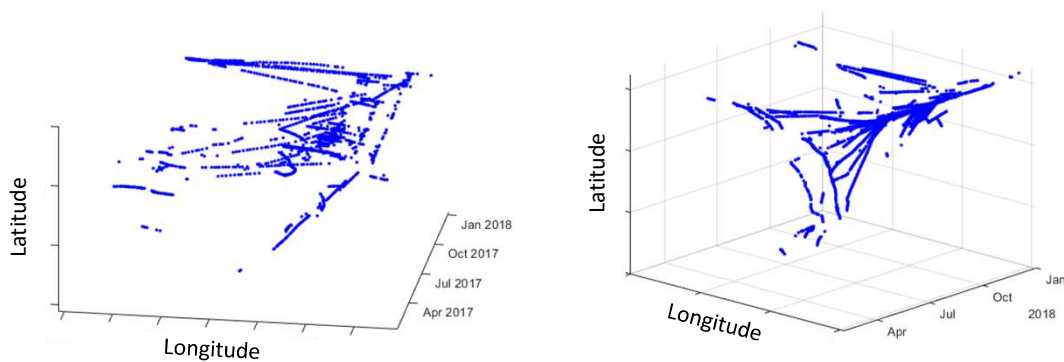 Latitude
Longitude
Jan 2018
Oct 2017
Jul 2017
Apr 2017
Latitude
Longitude
Jan
Oct
Jul
2018
Apr